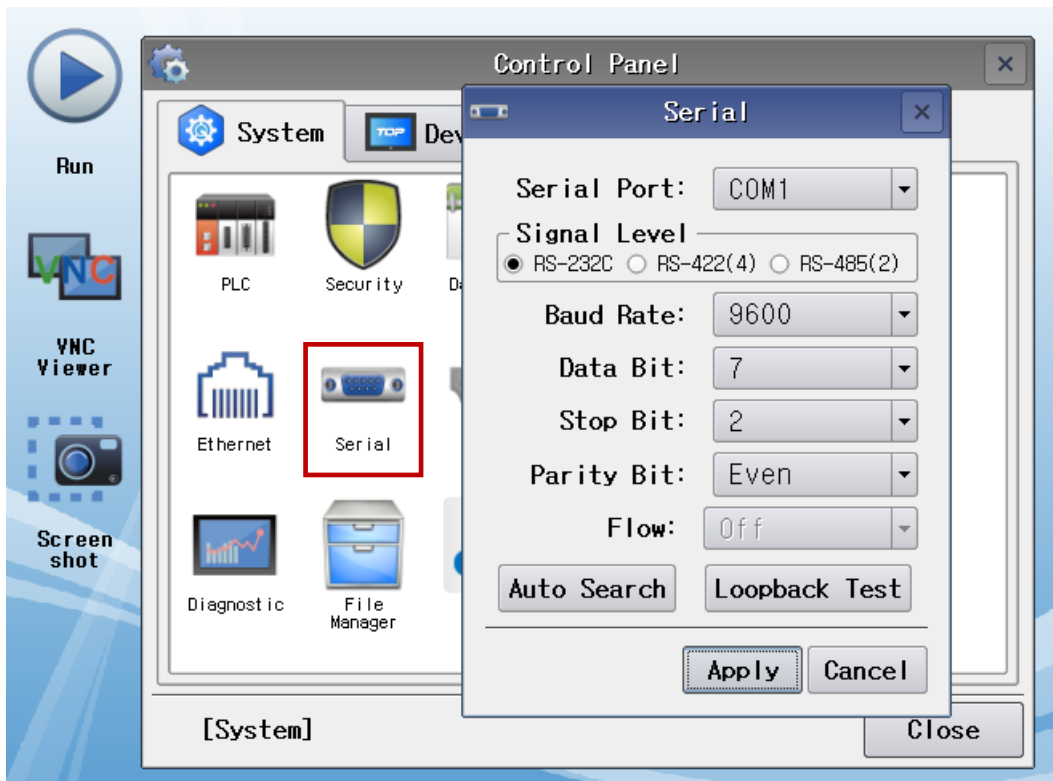 Run
VNC
VNC
Viewer
Screen
shot
Control Panel
System
TOP
PLC
Security
Ethernet
Serial
Diagnostic
File
Manager
[System]
Close
Serial
Serial Port: COM1
Signal Level
RS-232C RS-422(4) RS-485(2)
Baud Rate: 9600
Data Bit: 7
Stop Bit: 2
Parity Bit: Even
Flow: Off
Auto Search Loopback Test
Apply Cancel